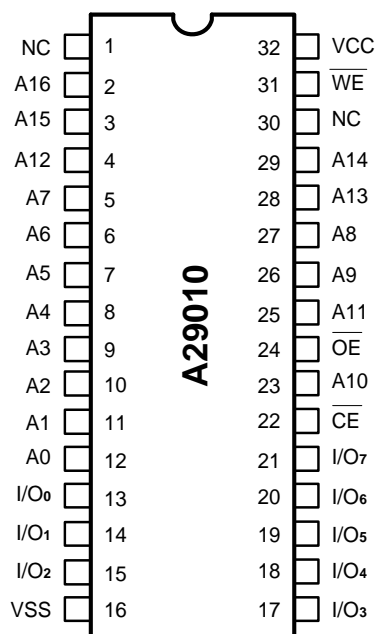 NC 1 32 VCC
A16 2 31 W̅E̅
A15 3 30 NC
A12 4 29 A14
A7 5 28 A13
A6 6 27 A8
A5 7 26 A9
A4 8 25 A11
A3 9 24 O̅E̅
A2 10 23 A10
A1 11 22 C̅E̅
A0 12 21 I/O7
I/O0 13 20 I/O6
I/O1 14 19 I/O5
I/O2 15 18 I/O4
VSS 16 17 I/O3
A29010